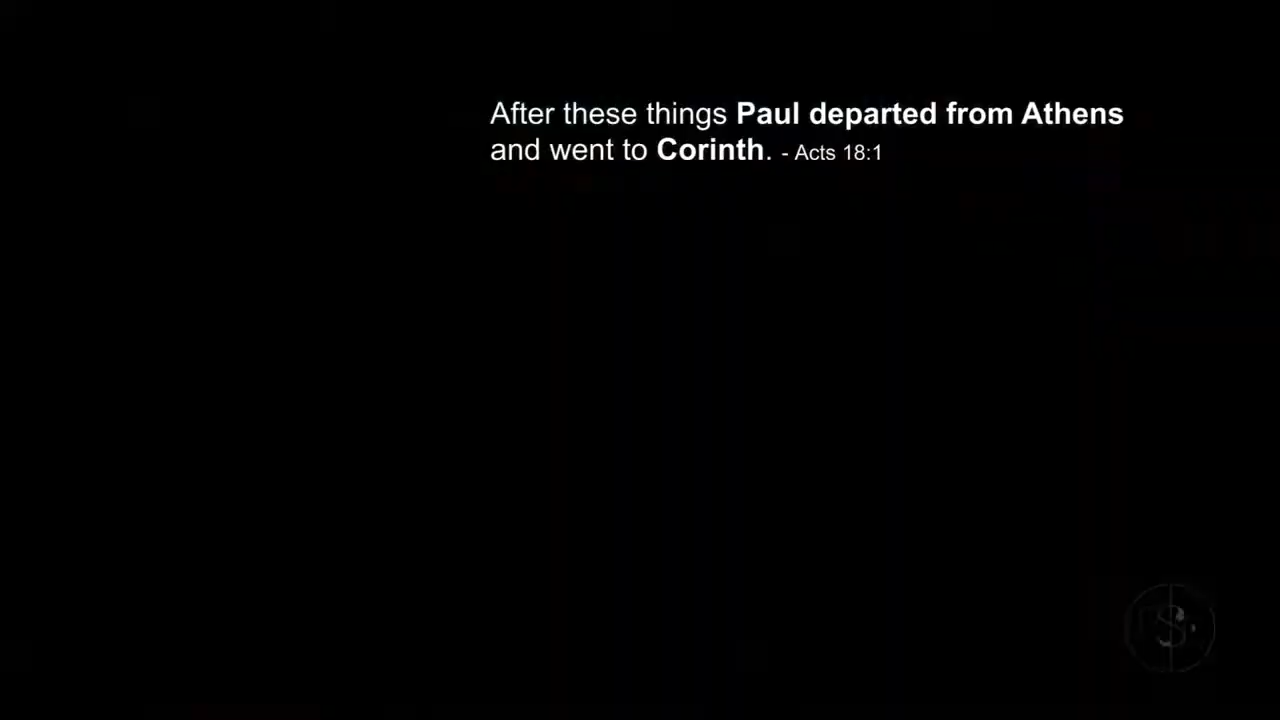 After these things Paul departed from Athens
and went to Corinth. - Acts 18:1